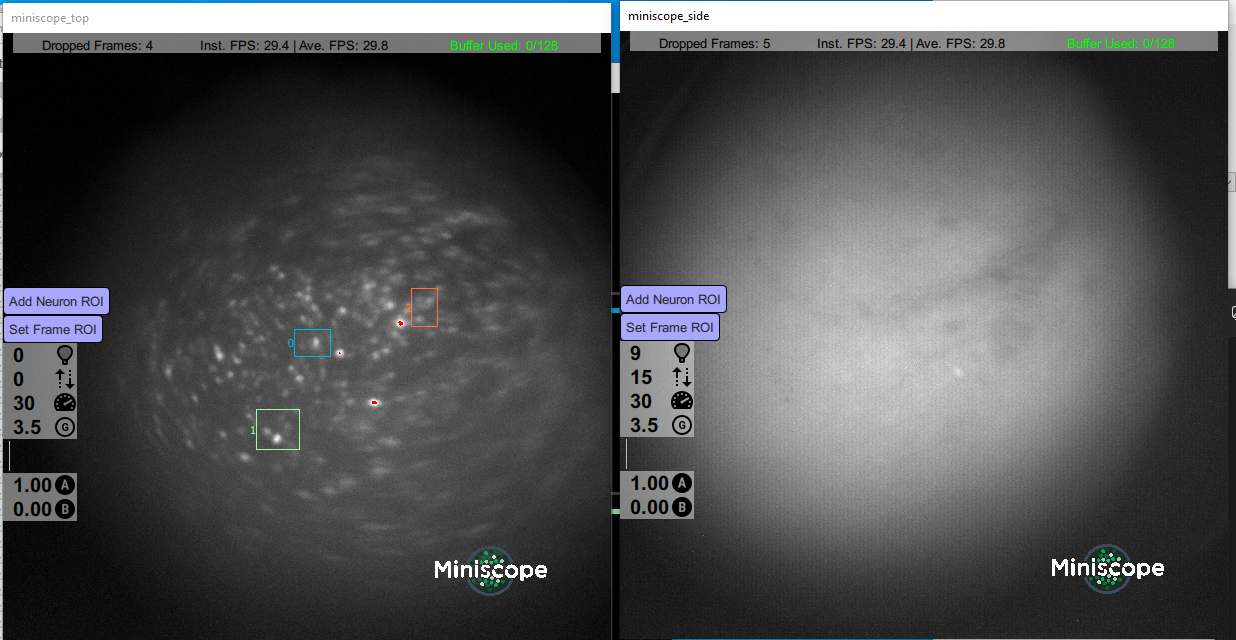 miniscope_top
Dropped Frames: 4 Inst. FPS: 29.4 | Ave. FPS: 29.8 Buffer Used: 0/128
2
0
1
Add Neuron ROI
Set Frame ROI
0
0
30
3.5 G
1.00 A
0.00 B
Miniscope
miniscope_side
Dropped Frames: 5 Inst. FPS: 29.4 | Ave. FPS: 29.8 Buffer Used: 0/128
Add Neuron ROI
Set Frame ROI
9
15
30
3.5 G
1.00 A
0.00 B
Miniscope